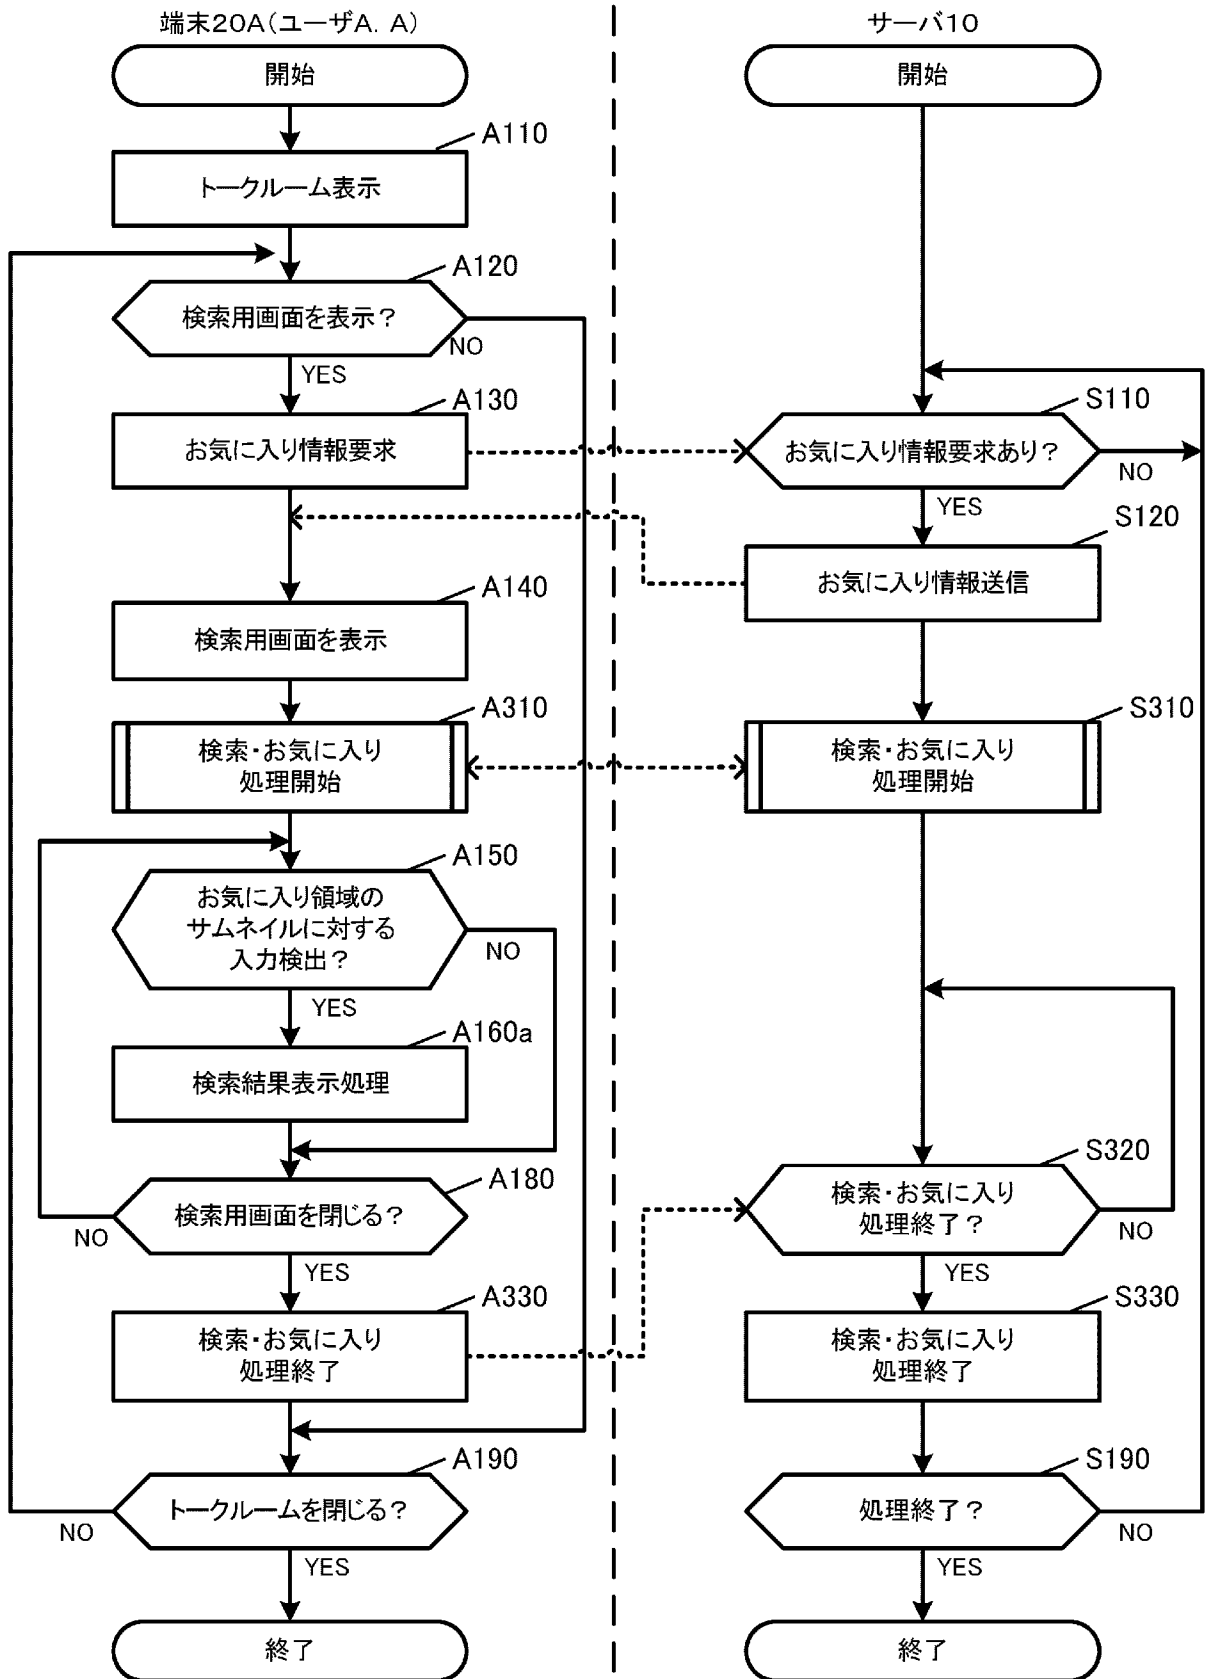 端末20A(ユーザA. A)
開始
A110
トークルーム表示
A120
検索用画面を表示?
NO
YES
A130
お気に入り情報要求
A140
検索用画面を表示
A310
検索・お気に入り
処理開始
A150
お気に入り領域の
サムネイルに対する
入力検出?
NO
YES
A160a
検索結果表示処理
A180
検索用画面を閉じる?
NO
YES
A330
検索・お気に入り
処理終了
A190
トークルームを閉じる?
NO
YES
終了
サーバ10
開始
S110
お気に入り情報要求あり?
NO
YES
S120
お気に入り情報送信
S310
検索・お気に入り
処理開始
S320
検索・お気に入り
処理終了?
NO
YES
S330
検索・お気に入り
処理終了
S190
処理終了?
NO
YES
終了